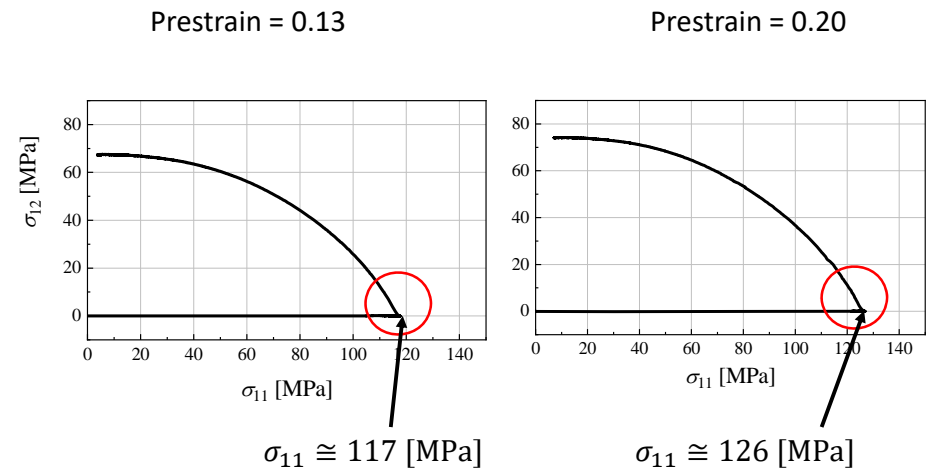 Prestrain = 0.13
Prestrain = 0.20
80
60
40
20
0
σ12 [MPa]
0 20 40 60 80 100 120 140
σ11 [MPa]
σ11 ≅ 117 [MPa]
80
60
40
20
0
0 20 40 60 80 100 120 140
σ11 [MPa]
σ11 ≅ 126 [MPa]